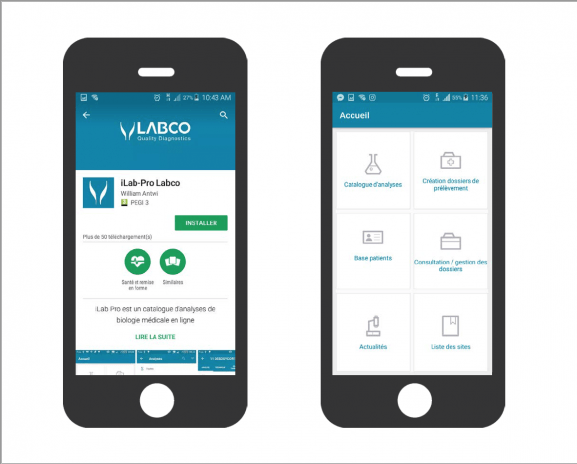 27% 10:43 AM
LABCO
Quality Diagnostics
iLab-Pro Labco
William Antwi
PEGI 3
INSTALLER
Plus de 50 téléchargement(s)
Santé et remise
en forme
Similaires
iLab Pro est un catalogue d'analyses de
biologie médicale en ligne
LIRE LA SUITE
Accueil
11:36
Accueil
Catalogue d'analyses
Création dossiers de
prélèvement
Base patients
Consultation / gestion des
dossiers
Actualités
Liste des sites